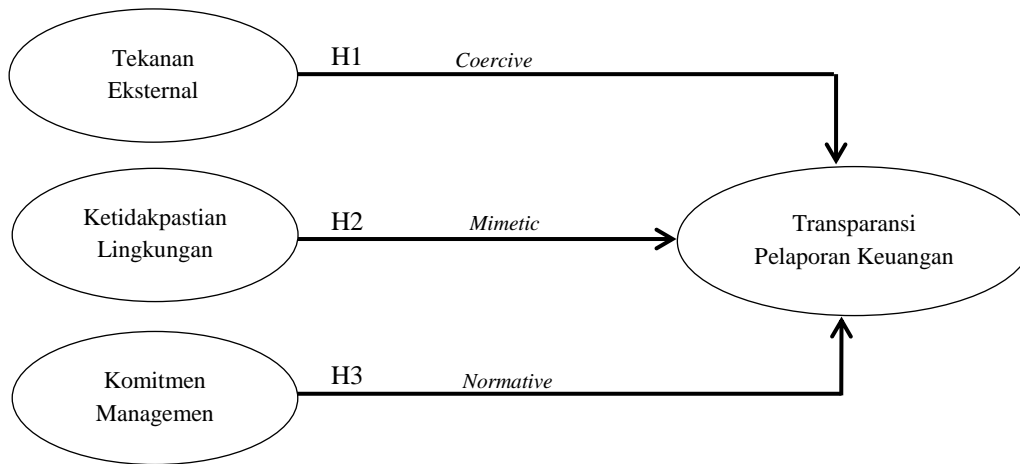 Tekanan
Eksternal
H1
Coercive
Ketidakpastian
Lingkungan
H2
Mimetic
Transparansi
Pelaporan Keuangan
Komitmen
Managemen
H3
Normative